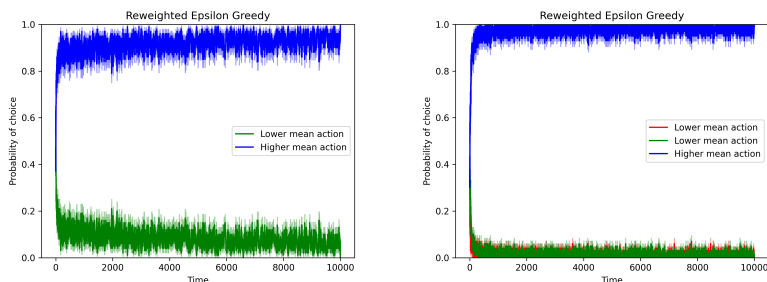 Reweighted Epsilon Greedy
Probability of choice
1.0
0.8
0.6
0.4
0.2
0.0
Lower mean action
Higher mean action
0
2000
4000
6000
8000
10000
Time
Reweighted Epsilon Greedy
Probability of choice
1.0
0.8
0.6
0.4
0.2
0.0
Lower mean action
Lower mean action
Higher mean action
0
2000
4000
6000
8000
10000
Time